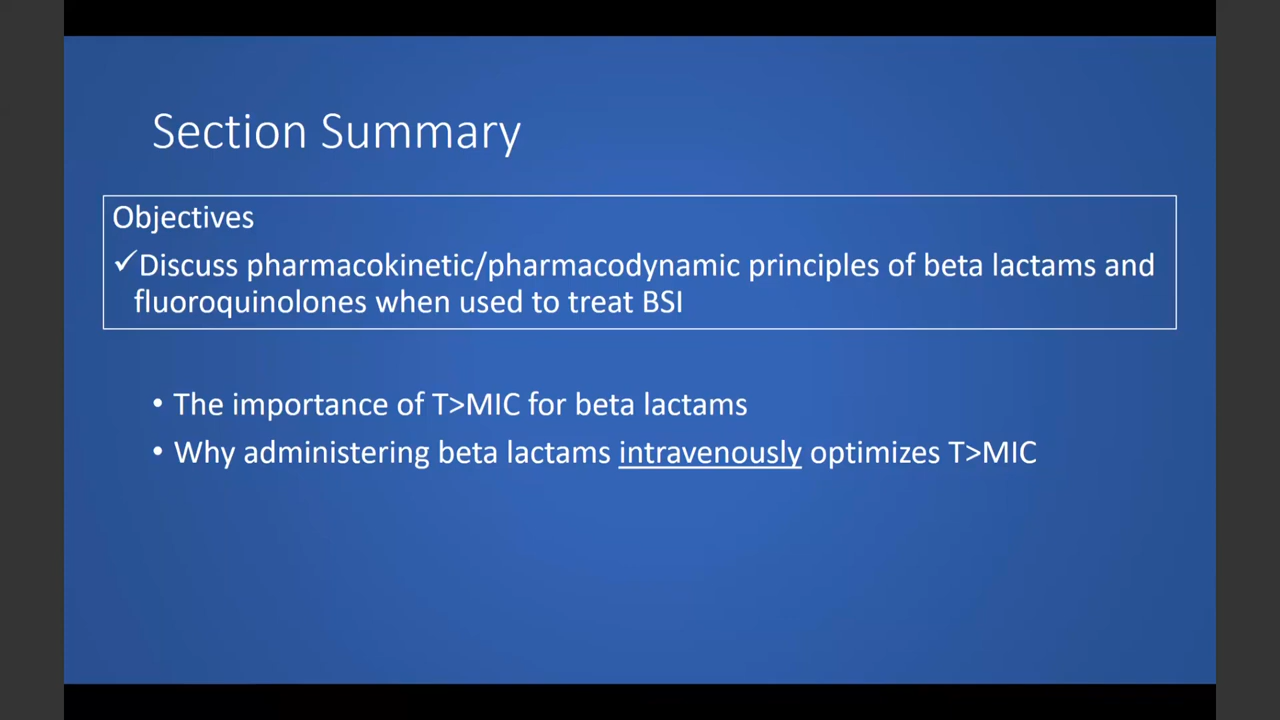 Section Summary
Objectives
✓Discuss pharmacokinetic/pharmacodynamic principles of beta lactams and
fluoroquinolones when used to treat BSI
• The importance of T>MIC for beta lactams
• Why administering beta lactams intravenously optimizes T>MIC